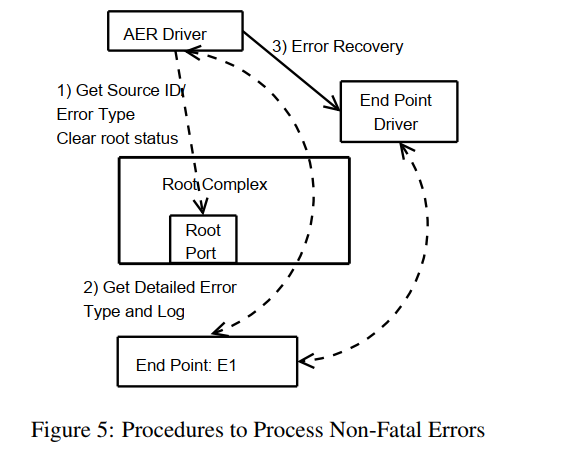 AER Driver
3) Error Recovery
1) Get Source ID/
Error Type
Clear root status
End Point
Driver
Root Complex
Root
Port
2) Get Detailed Error
Type and Log
End Point: E1
Figure 5: Procedures to Process Non-Fatal Errors